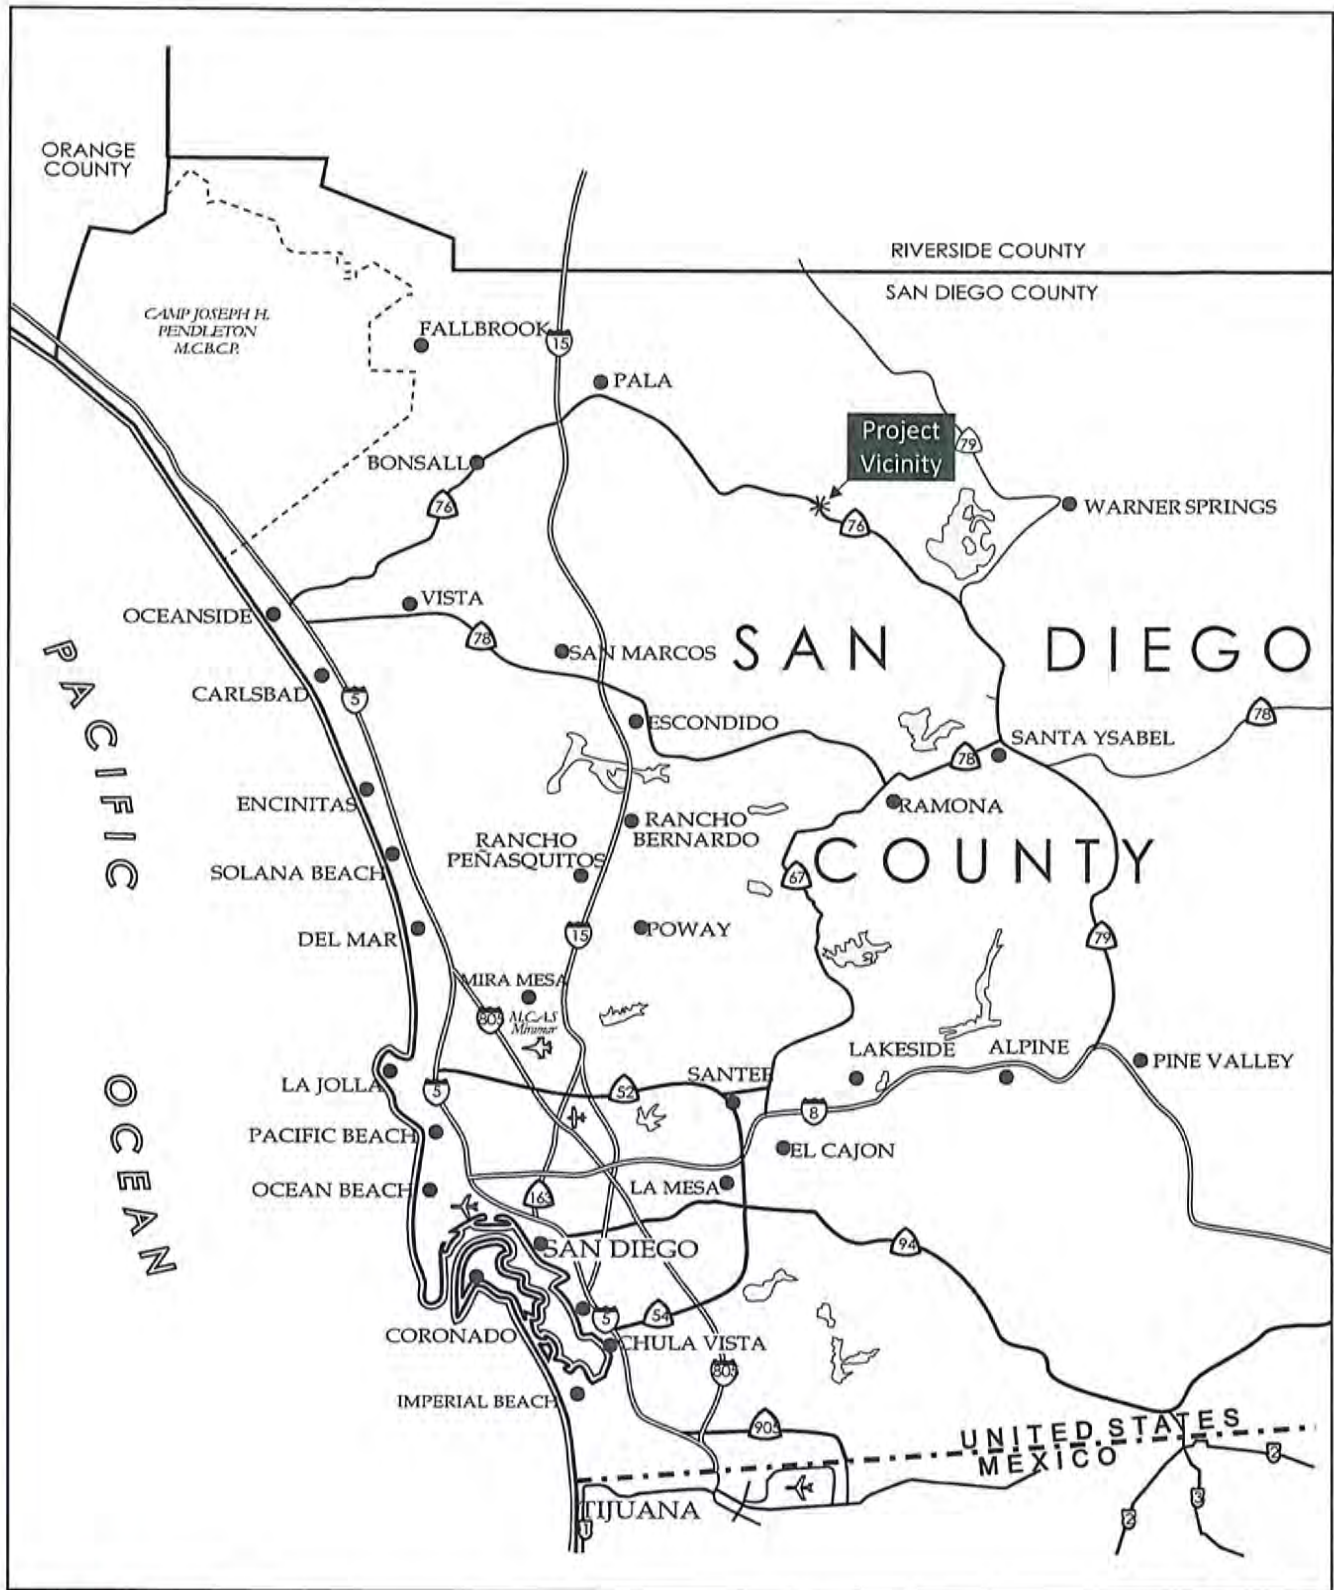 ORANGE
COUNTY
RIVERSIDE COUNTY
SAN DIEGO COUNTY
CAMP JOSEPH H.
PENDLETON
M.C.B.C.P.
FALLBROOK
15
PALA
Project
Vicinity
79
BONSALL
76
76
WARNER SPRINGS
OCEANSIDE
VISTA
78
SAN MARCOS
SAN DIEGO
COUNTY
CARLSBAD
5
ESCONDIDO
78
SANTA YSABEL
78
PACIFIC
OCEAN
ENCINITAS
RAMONA
RANCHO
BERNARDO
RANCHO
PEÑASQUITOS
SOLANA BEACH
67
DEL MAR
15
POWAY
79
MIRA MESA
805
M.C.A.S
Miramar
LAKESIDE
ALPINE
PINE VALLEY
LA JOLLA
5
52
SANTEE
8
PACIFIC BEACH
EL CAJON
OCEAN BEACH
163
LA MESA
SAN DIEGO
94
CORONADO
5
54
CHULA VISTA
805
IMPERIAL BEACH
905
UNITED STATES
MEXICO
2
TIJUANA
1
2
3